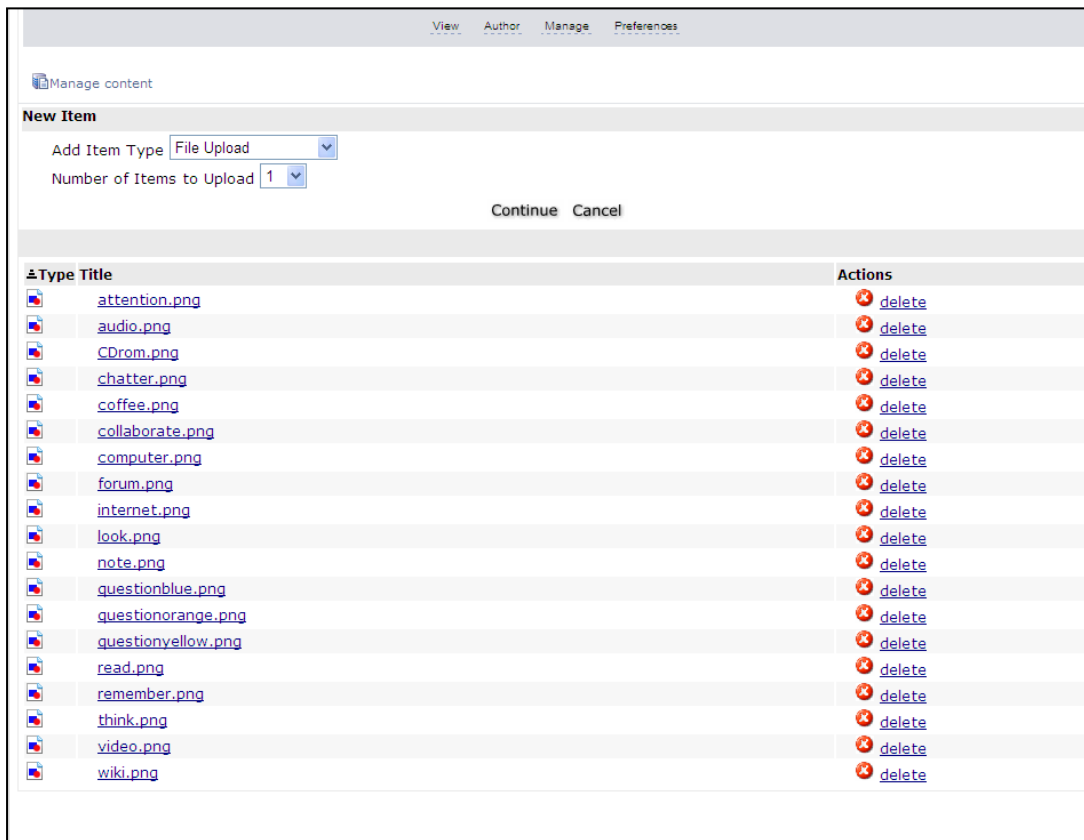 View Author Manage Preferences
Manage content
New Item
Add Item Type File Upload
Number of Items to Upload 1
Continue Cancel
Type Title Actions
attention.png delete
audio.png delete
CDrom.png delete
chatter.png delete
coffee.png delete
collaborate.png delete
computer.png delete
forum.png delete
internet.png delete
look.png delete
note.png delete
questionblue.png delete
questionorange.png delete
questionyellow.png delete
read.png delete
remember.png delete
think.png delete
video.png delete
wiki.png delete